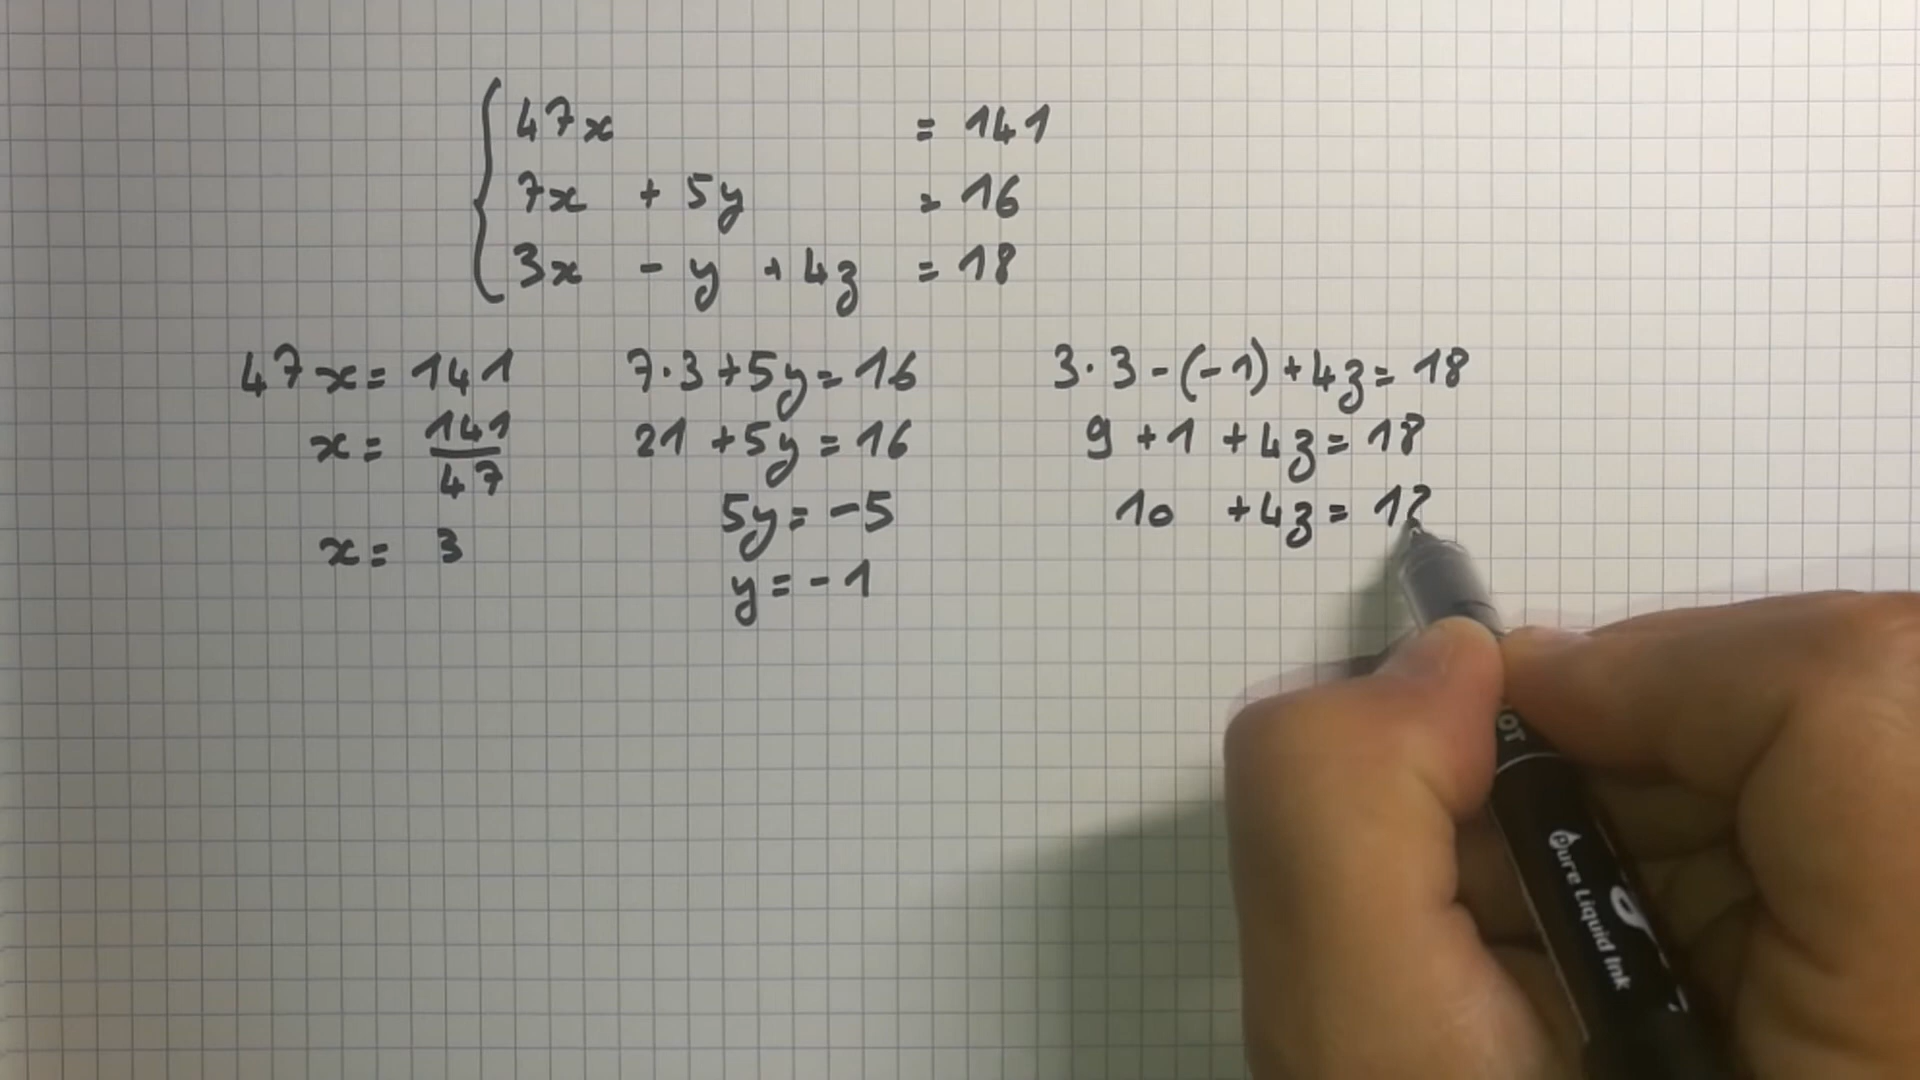 47x = 141
7x + 5y = 16
3x - y + 4z = 18
47x = 141
x = 141/47
x = 3
7·3 + 5y = 16
21 + 5y = 16
5y = -5
y = -1
3·3 - (-1) + 4z = 18
9 + 1 + 4z = 18
10 + 4z =
Pure Liquid Ink